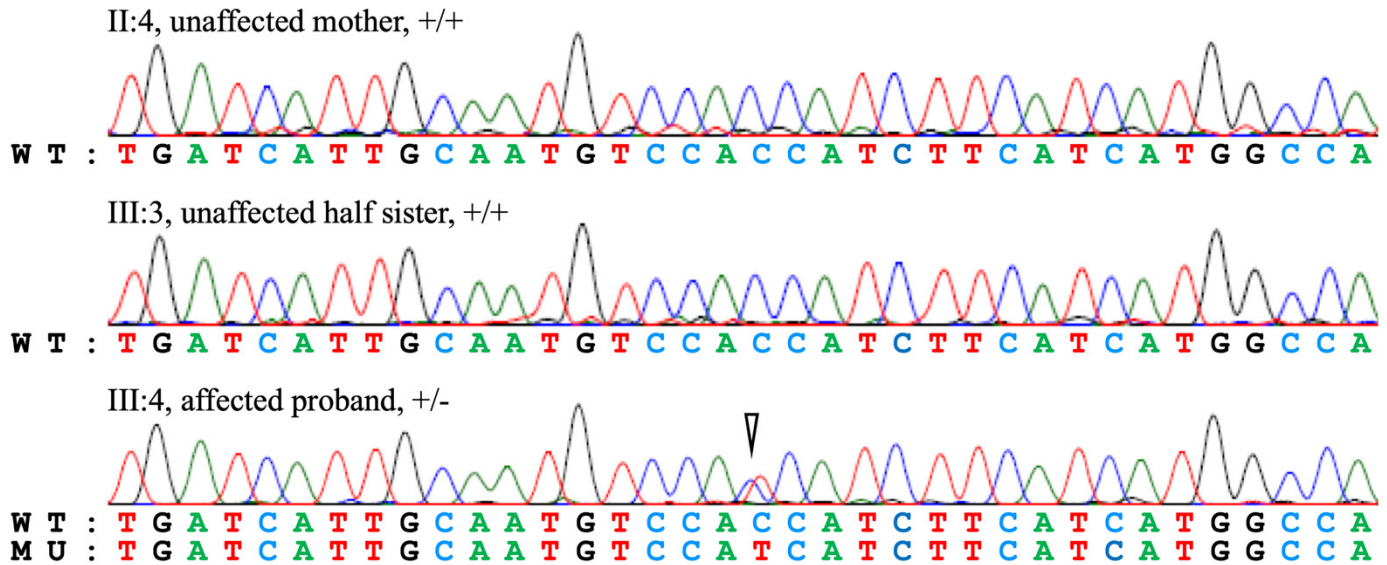 II:4, unaffected mother, +/+
W T : T G A T C A T T G C A A T G T C C A C C A T C T T C A T C A T G G C C A
III:3, unaffected half sister, +/+
W T : T G A T C A T T G C A A T G T C C A C C A T C T T C A T C A T G G C C A
III:4, affected proband, +/-
W T : T G A T C A T T G C A A T G T C C A C C A T C T T C A T C A T G G C C A
M U : T G A T C A T T G C A A T G T C C A T C A T C T T C A T C A T G G C C A